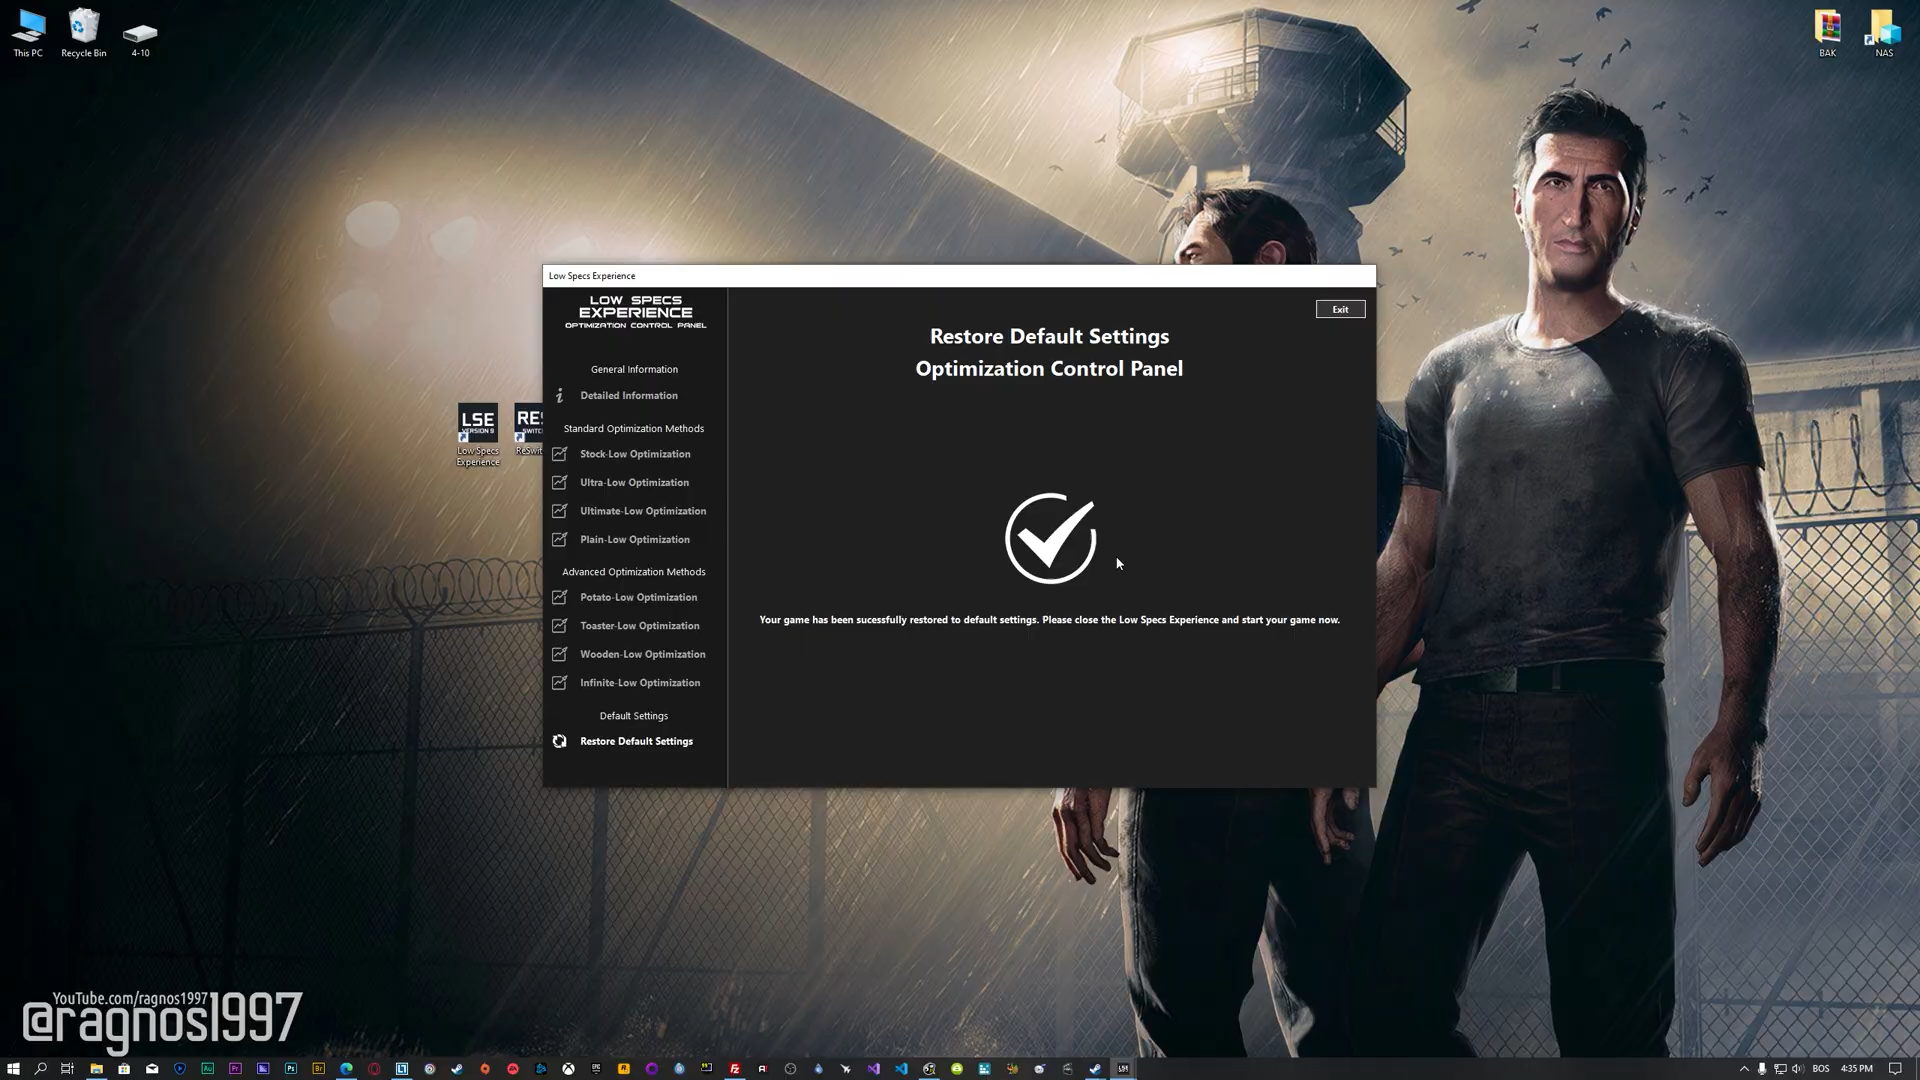 This PC
Recycle Bin
4-10
BAK
NAS
Low Specs Experience
LOW SPECS
EXPERIENCE
OPTIMIZATION CONTROL PANEL
Exit
Restore Default Settings
Optimization Control Panel
General Information
Detailed Information
Standard Optimization Methods
Stock-Low Optimization
Ultra-Low Optimization
Ultimate-Low Optimization
Plain-Low Optimization
Advanced Optimization Methods
Potato-Low Optimization
Toaster-Low Optimization
Wooden-Low Optimization
Infinite-Low Optimization
Default Settings
Restore Default Settings
Your game has been sucessfully restored to default settings. Please close the Low Specs Experience and start your game now.
LSE
VERSION 9
Low Specs
Experience
RES
SWITC
ReSwit
YouTube.com/ragnos1997
@ragnos1997
BOS
4:35 PM